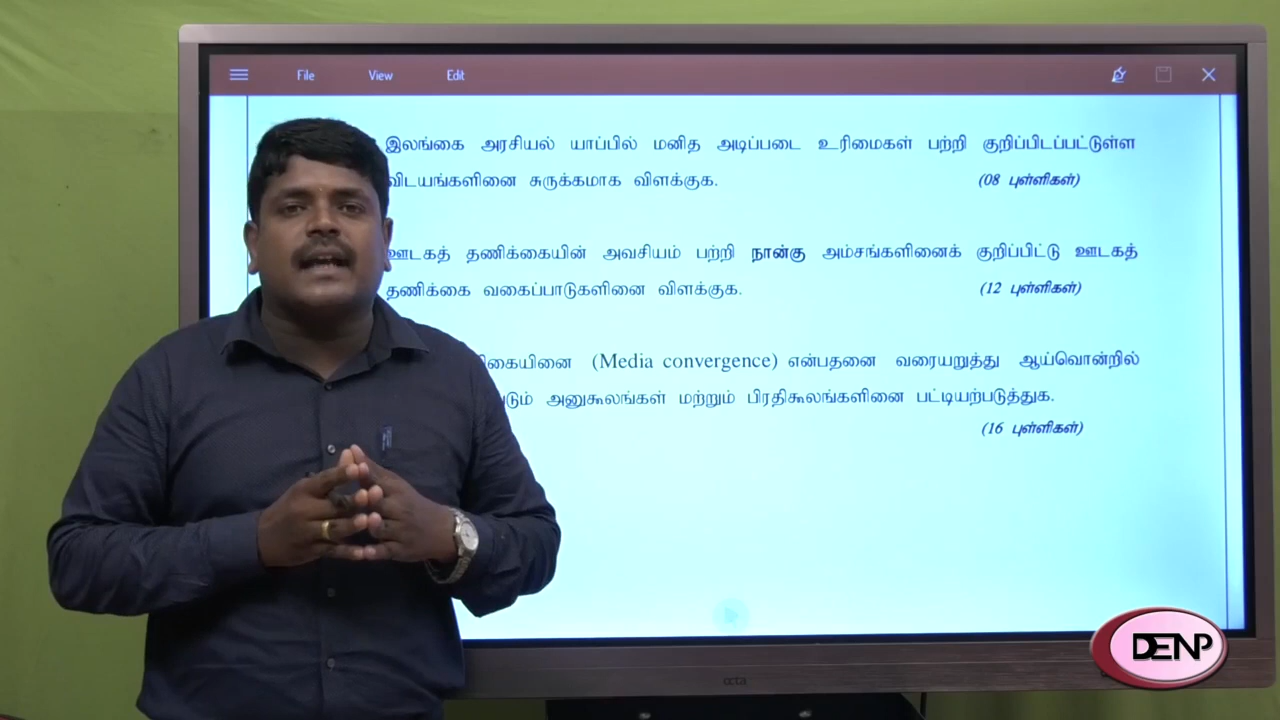 File View Edit
இலங்கை அரசியல் யாப்பில் மனித அடிப்படை உரிமைகள் பற்றி குறிப்பிடப்பட்டுள்ள
விடயங்களினை சுருக்கமாக விளக்குக. (08 புள்ளிகள்)
ஊடகத் தணிக்கையின் அவசியம் பற்றி நான்கு அம்சங்களினைக் குறிப்பிட்டு ஊடகத்
தணிக்கை வகைப்பாடுகளினை விளக்குக. (12 புள்ளிகள்)
(Media convergence) என்பதனை வரையறுத்து ஆய்வொன்றில்
அனுகூலங்கள் மற்றும் பிரதிகூலங்களினை பட்டியற்படுத்துக.
(16 புள்ளிகள்)
DENP